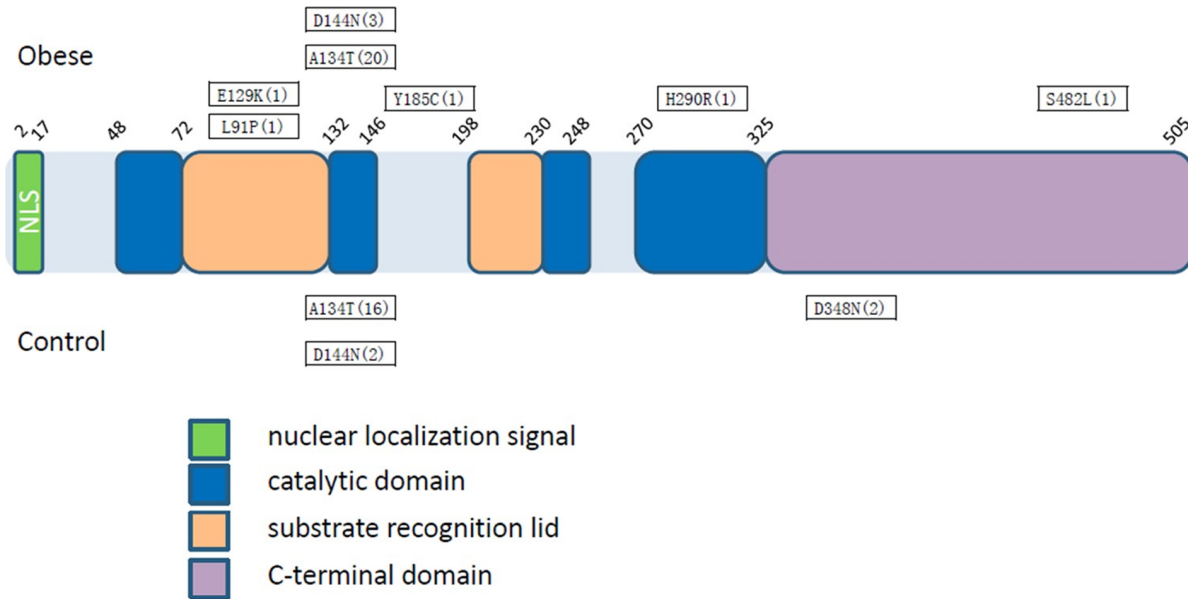 D144N(3)
Obese
A134T(20)
E129K(1)
Y185C(1)
H290R(1)
S482L(1)
L91P(1)
2
17
48
72
132
146
198
230
248
270
325
505
NLS
A134T(16)
D348N(2)
Control
D144N(2)
nuclear localization signal
catalytic domain
substrate recognition lid
C-terminal domain